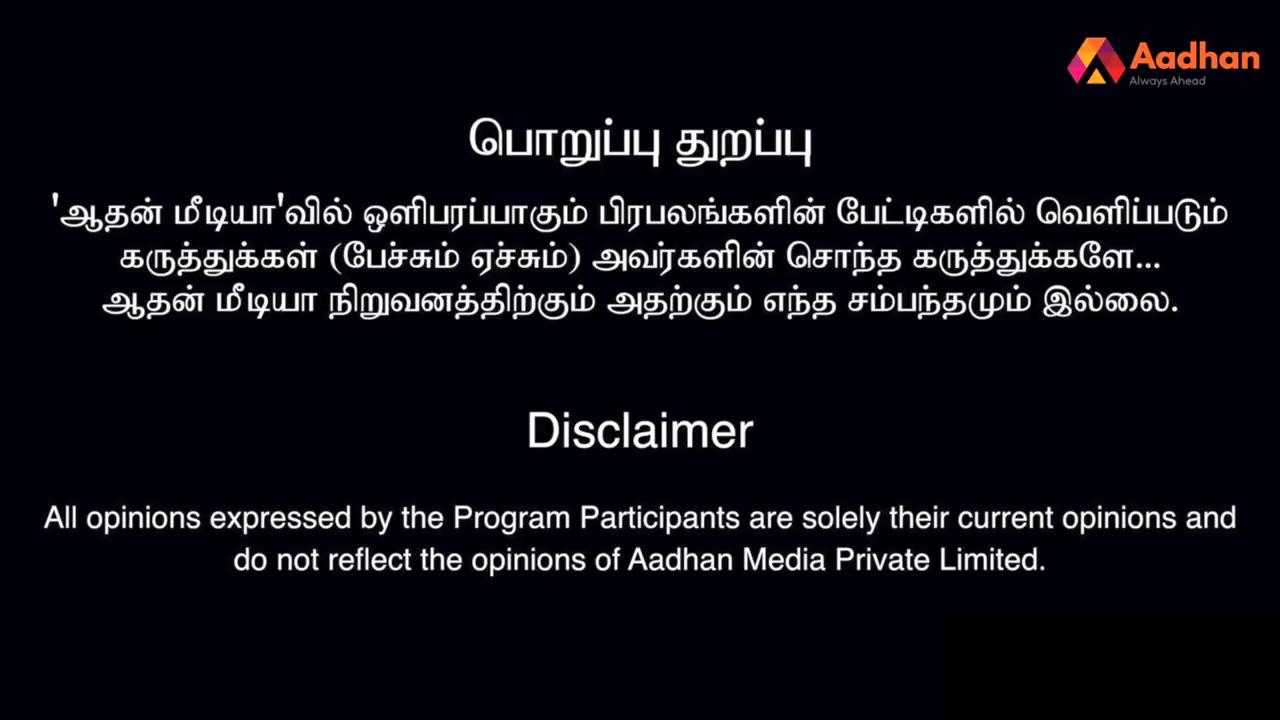 Aadhan
Always Ahead
பொறுப்பு துறப்பு
'ஆதன் மீடியா'வில் ஒளிபரப்பாகும் பிரபலங்களின் பேட்டிகளில் வெளிப்படும்
கருத்துக்கள் (பேச்சும் ஏச்சும்) அவர்களின் சொந்த கருத்துக்களே...
ஆதன் மீடியா நிறுவனத்திற்கும் அதற்கும் எந்த சம்பந்தமும் இல்லை.
Disclaimer
All opinions expressed by the Program Participants are solely their current opinions and
do not reflect the opinions of Aadhan Media Private Limited.